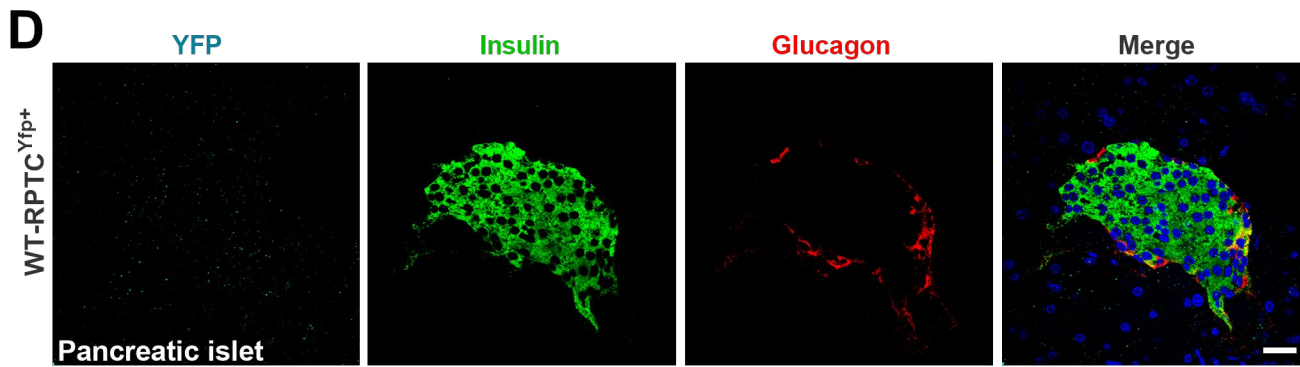 D
YFP Insulin Glucagon Merge
WT-RPTCYfp+
Pancreatic islet